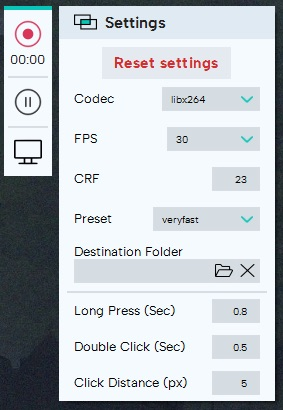 Settings
00:00
Reset settings
Codec libx264
FPS 30
CRF 23
Preset veryfast
Destination Folder
Long Press (Sec) 0.8
Double Click (Sec) 0.5
Click Distance (px) 5